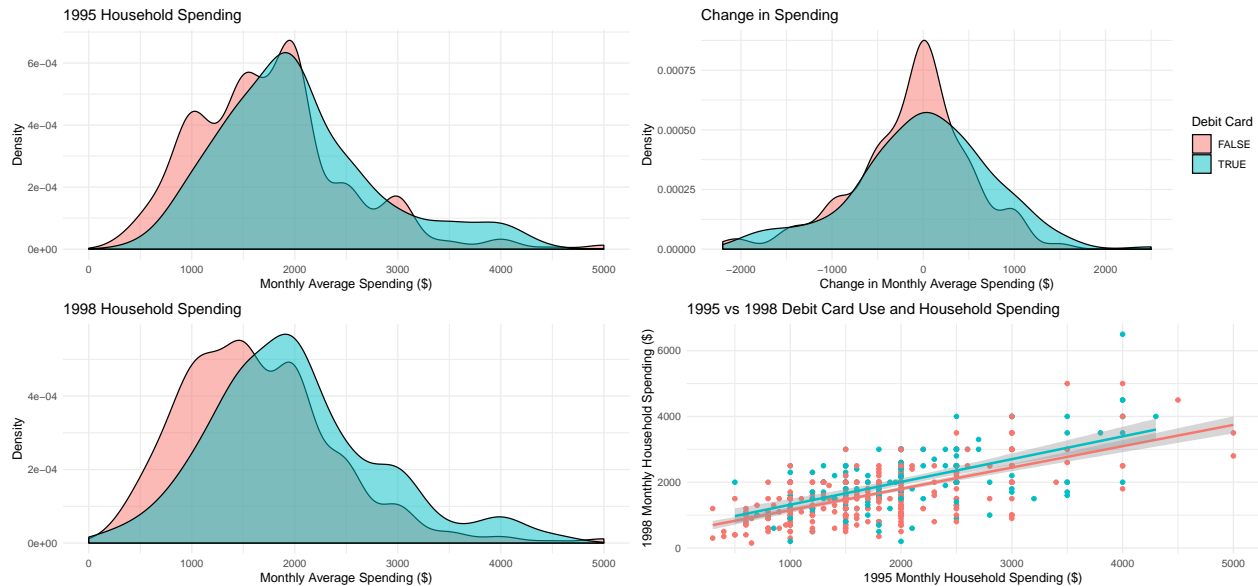 1995 Household Spending
6e−04
4e−04
2e−04
0e+00
Density
0 1000 2000 3000 4000 5000
Monthly Average Spending ($)
Change in Spending
0.00075
0.00050
0.00025
0.00000
Density
−2000 −1000 0 1000 2000
Change in Monthly Average Spending ($)
Debit Card
FALSE
TRUE
1998 Household Spending
4e−04
2e−04
0e+00
Density
0 1000 2000 3000 4000 5000
Monthly Average Spending ($)
1995 vs 1998 Debit Card Use and Household Spending
6000
4000
2000
0
1998 Monthly Household Spending ($)
1000 2000 3000 4000 5000
1995 Monthly Household Spending ($)